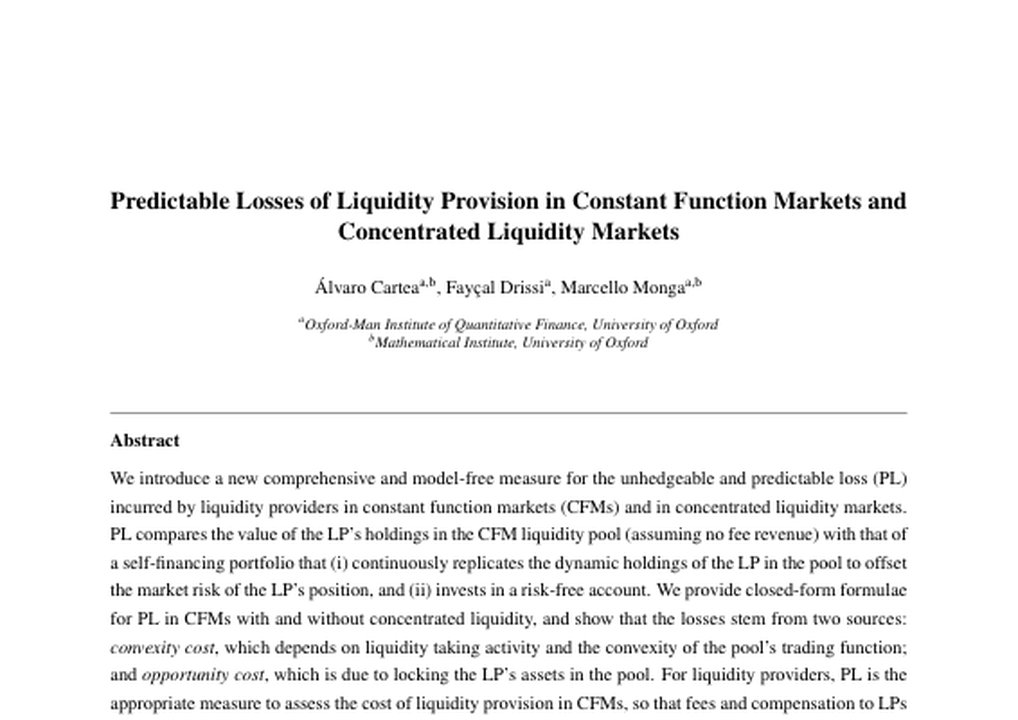 Predictable Losses of Liquidity Provision in Constant Function Markets and
Concentrated Liquidity Markets
Álvaro Carteaa,b, Fayçal Drissia, Marcello Mongaa,b
aOxford-Man Institute of Quantitative Finance, University of Oxford
bMathematical Institute, University of Oxford
Abstract
We introduce a new comprehensive and model-free measure for the unhedgeable and predictable loss (PL)
incurred by liquidity providers in constant function markets (CFMs) and in concentrated liquidity markets.
PL compares the value of the LP's holdings in the CFM liquidity pool (assuming no fee revenue) with that of
a self-financing portfolio that (i) continuously replicates the dynamic holdings of the LP in the pool to offset
the market risk of the LP's position, and (ii) invests in a risk-free account. We provide closed-form formulae
for PL in CFMs with and without concentrated liquidity, and show that the losses stem from two sources:
convexity cost, which depends on liquidity taking activity and the convexity of the pool's trading function;
and opportunity cost, which is due to locking the LP's assets in the pool. For liquidity providers, PL is the
appropriate measure to assess the cost of liquidity provision in CFMs, so that fees and compensation to LPs